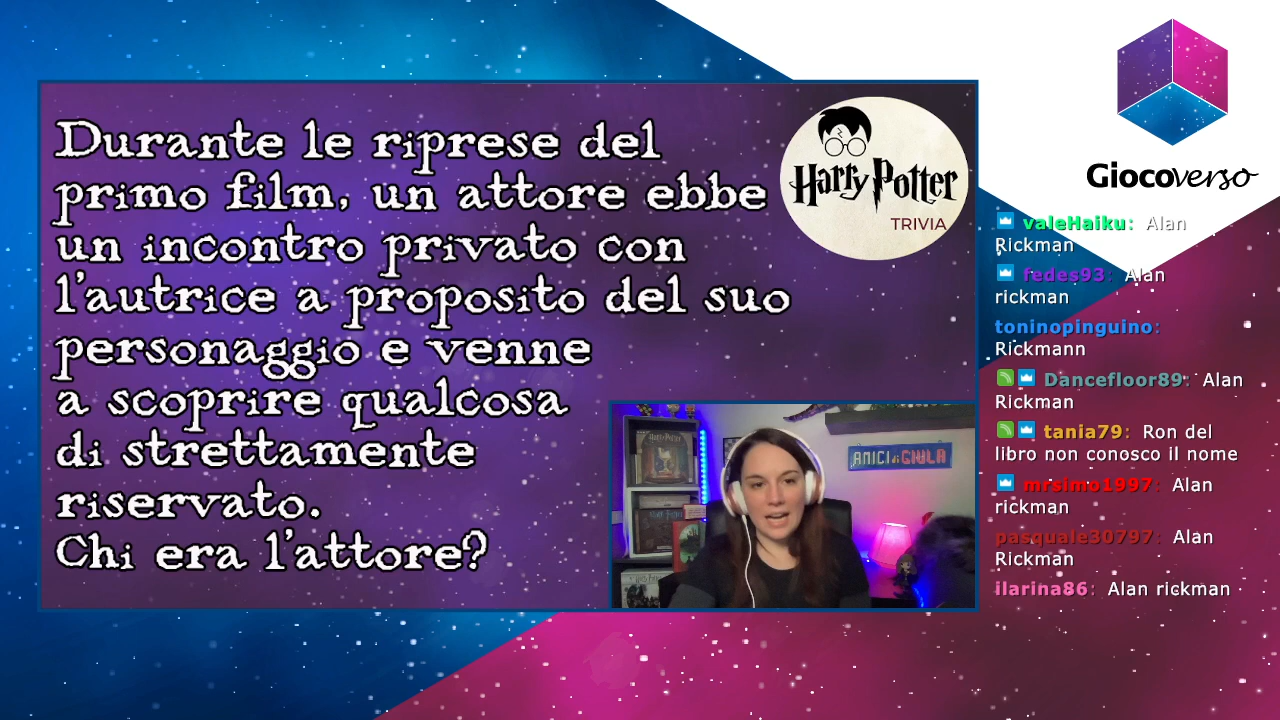 Durante le riprese del
primo film, un attore ebbe
un incontro privato con
l'autrice a proposito del suo
personaggio e venne
a scoprire qualcosa
di strettamente
riservato.
Chi era l'attore?
Harry Potter
TRIVIA
AMICI di GIULA
Giocoverso
valeHaiku: Alan
Rickman
fedes93: Alan
rickman
toninopinguino:
Rickmann
Dancefloor89: Alan
Rickman
tania79: Ron del
libro non conosco il nome
mrsimo1997: Alan
rickman
pasquale30797: Alan
Rickman
ilarina86: Alan rickman